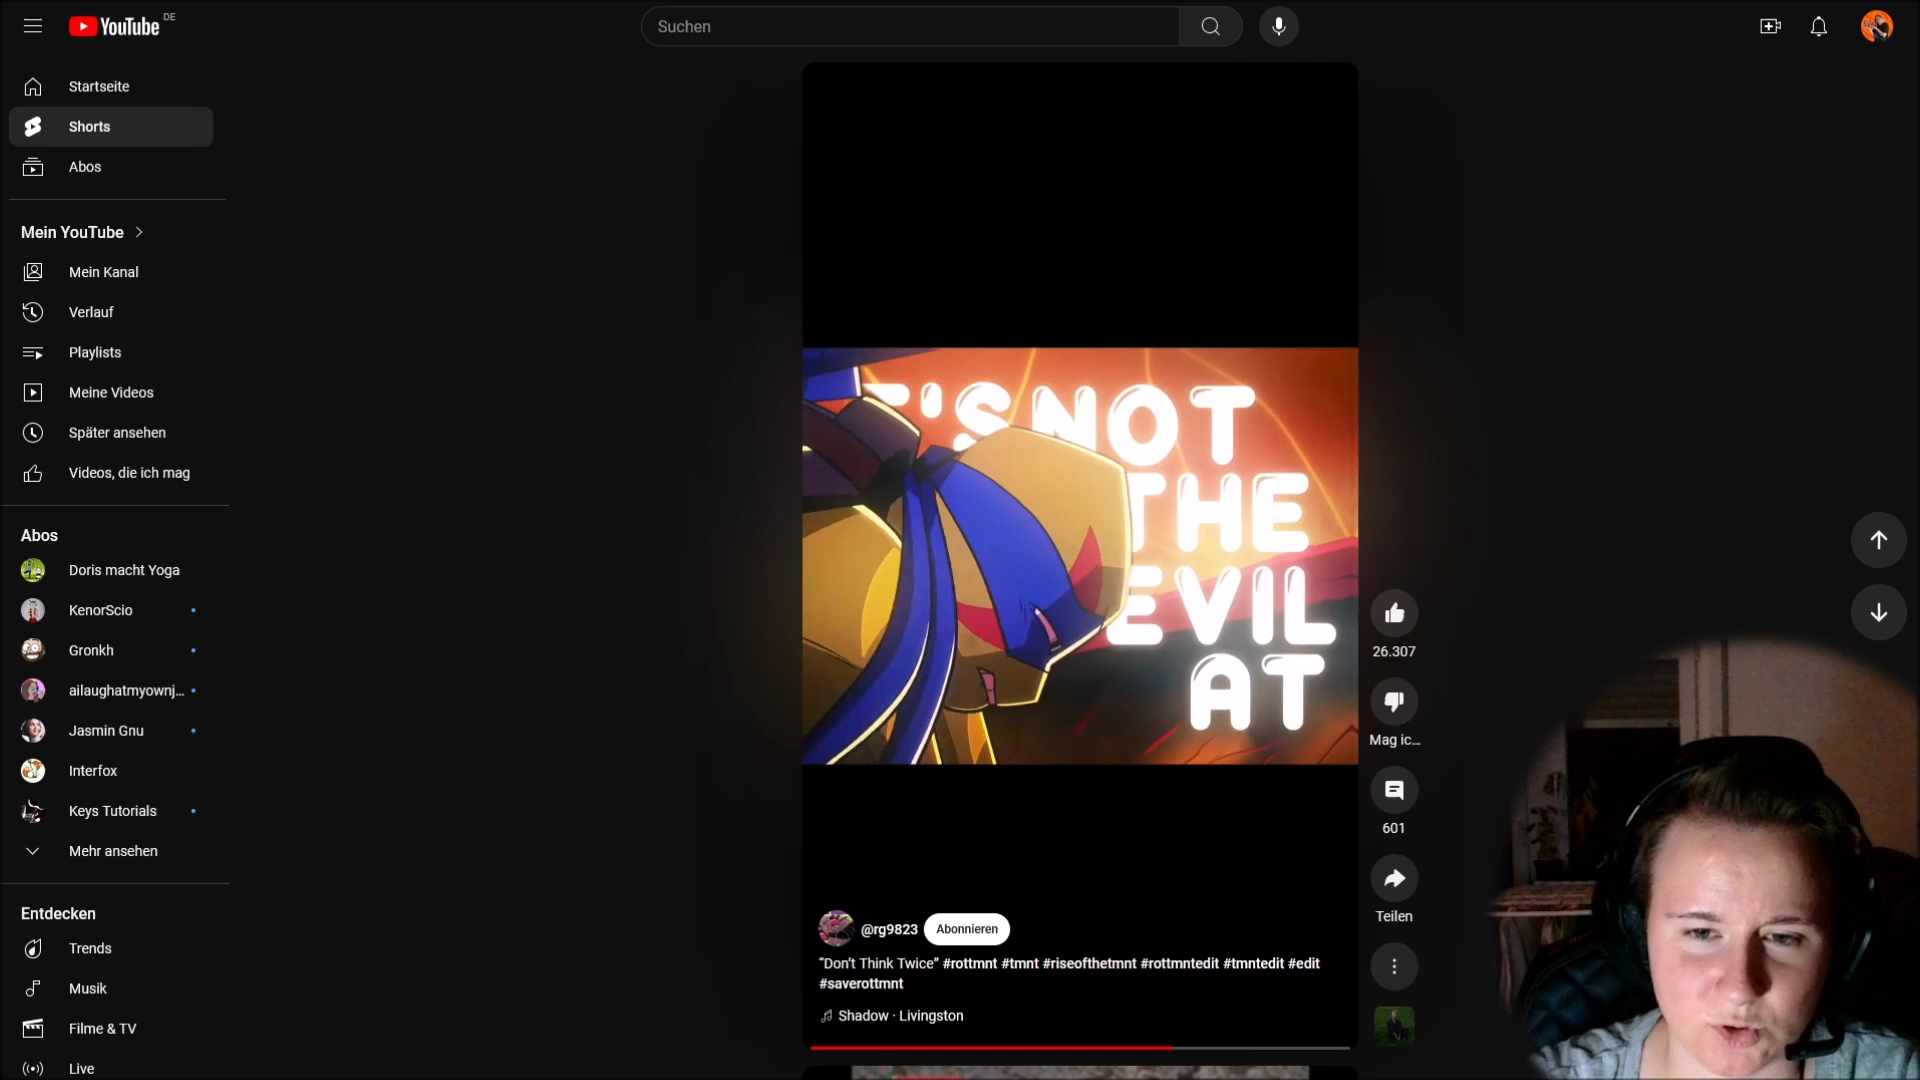 YouTube DE
Suchen
Startseite
Shorts
Abos
Mein YouTube
Mein Kanal
Verlauf
Playlists
Meine Videos
Später ansehen
Videos, die ich mag
Abos
Doris macht Yoga
KenorScio
Gronkh
ailaughatmyownj...
Jasmin Gnu
Interfox
Keys Tutorials
Mehr ansehen
Entdecken
Trends
Musik
Filme & TV
Live
'S NOT
THE
EVIL
AT
26.307
Mag ic...
601
Teilen
@rg9823 Abonnieren
“Don't Think Twice” #rottmnt #tmnt #riseofthetmnt #rottmntedit #tmntedit #edit
#saverottmnt
Shadow · Livingston